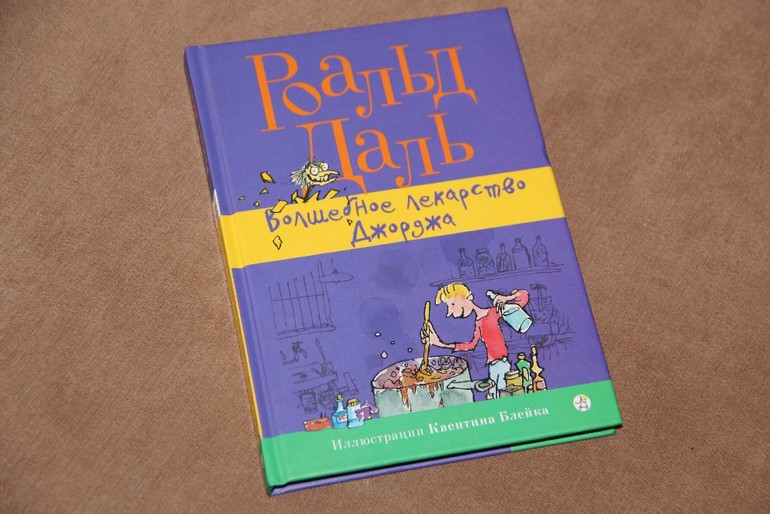 Роальд
Даль
Волшебное лекарство
Джорджа
Иллюстрации Квентина Блейка